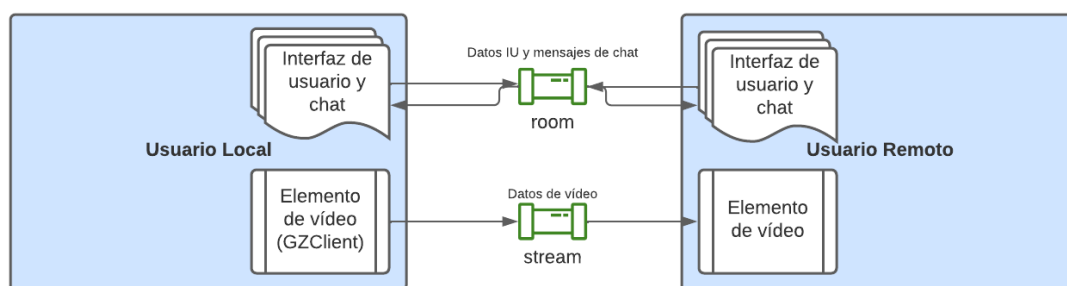 Datos IU y mensajes de chat
Interfaz de
usuario y
chat
room
Interfaz de
usuario y
chat
Usuario Local
Usuario Remoto
Datos de vídeo
Elemento
de vídeo
(GZClient)
stream
Elemento
de vídeo